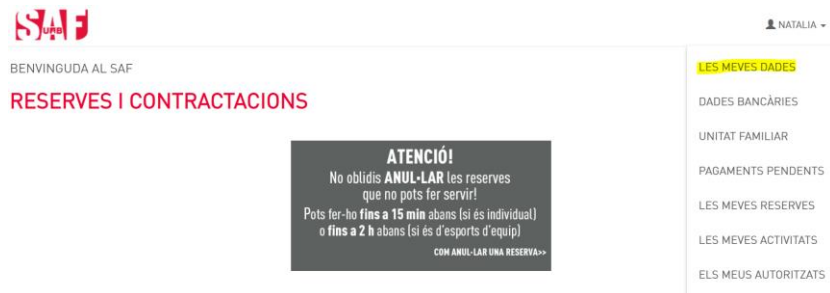 SAF
UAB
NATALIA
BENVINGUDA AL SAF
RESERVES I CONTRACTACIONS
ATENCIÓ!
No oblidis ANUL·LAR les reserves
que no pots fer servir!
Pots fer-ho fins a 15 min abans (si és individual)
o fins a 2 h abans (si és d'esports d'equip)
COM ANUL·LAR UNA RESERVA>>
LES MEVES DADES
DADES BANCÀRIES
UNITAT FAMILIAR
PAGAMENTS PENDENTS
LES MEVES RESERVES
LES MEVES ACTIVITATS
ELS MEUS AUTORITZATS